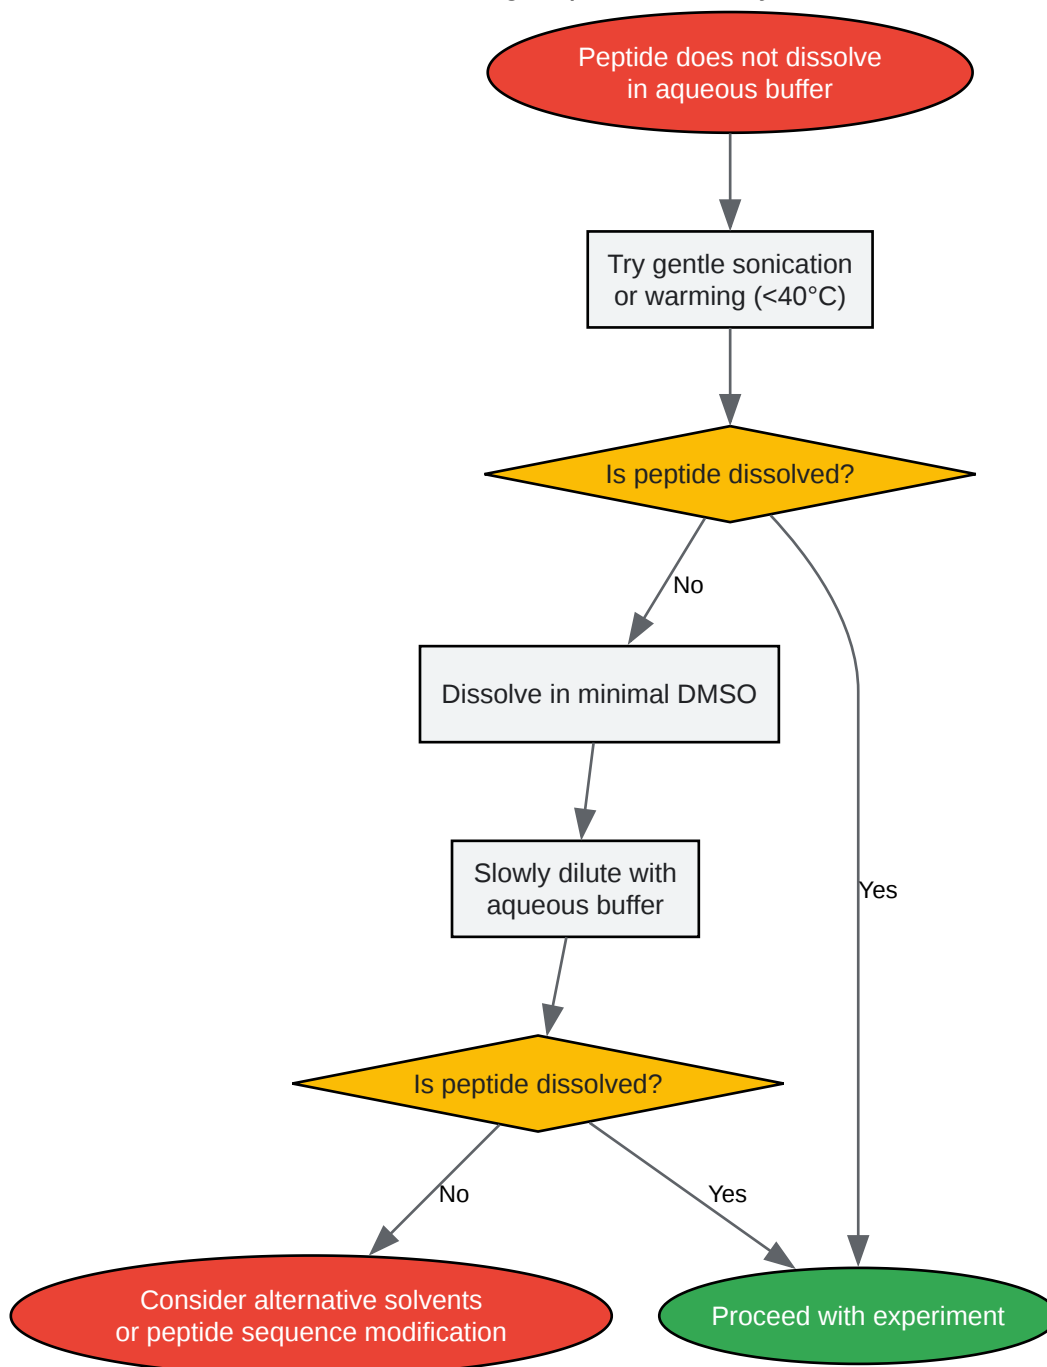 Peptide does not dissolve
in aqueous buffer
Try gentle sonication
or warming (<40°C)
Is peptide dissolved?
No
Dissolve in minimal DMSO
Slowly dilute with
aqueous buffer
Yes
Is peptide dissolved?
No
Yes
Consider alternative solvents
or peptide sequence modification
Proceed with experiment